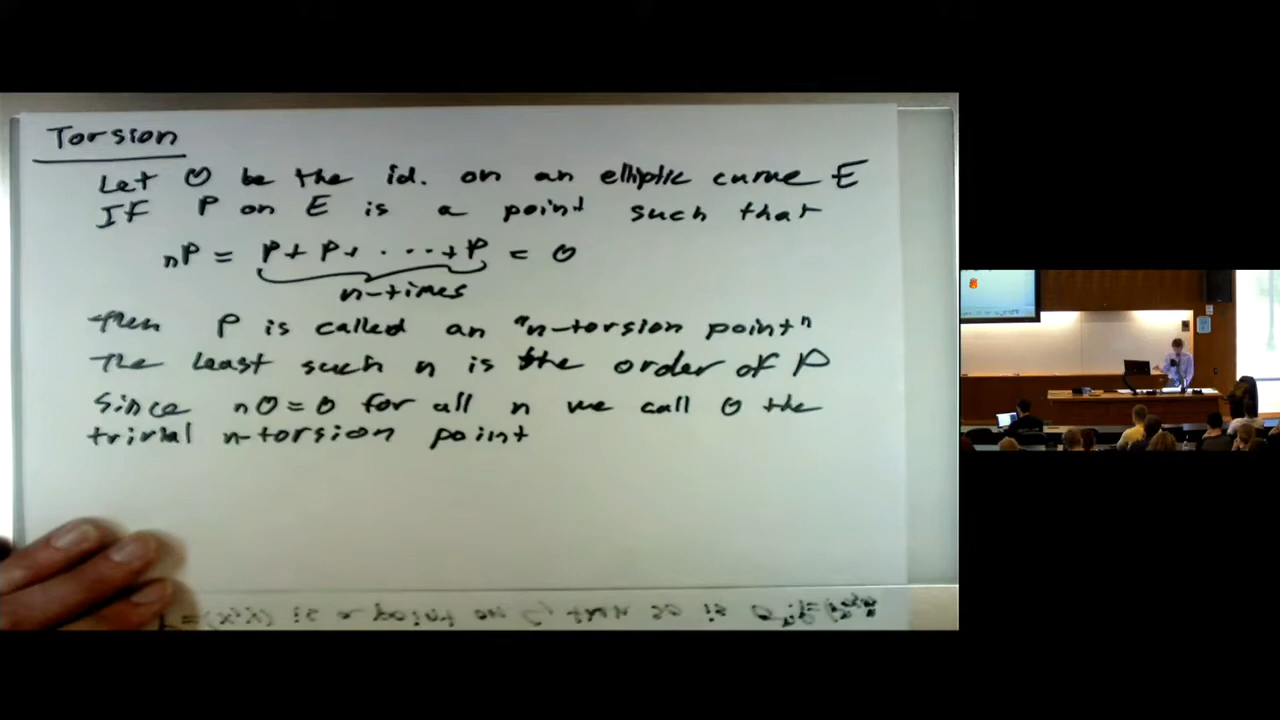 Torsion
Let O be the id. on an elliptic curve E
If P on E is a point such that
nP = P + P + · · · + P = O
n-times
then P is called an "n-torsion point"
The least such n is the order of P
Since nO = O for all n we call O the
trivial n-torsion point